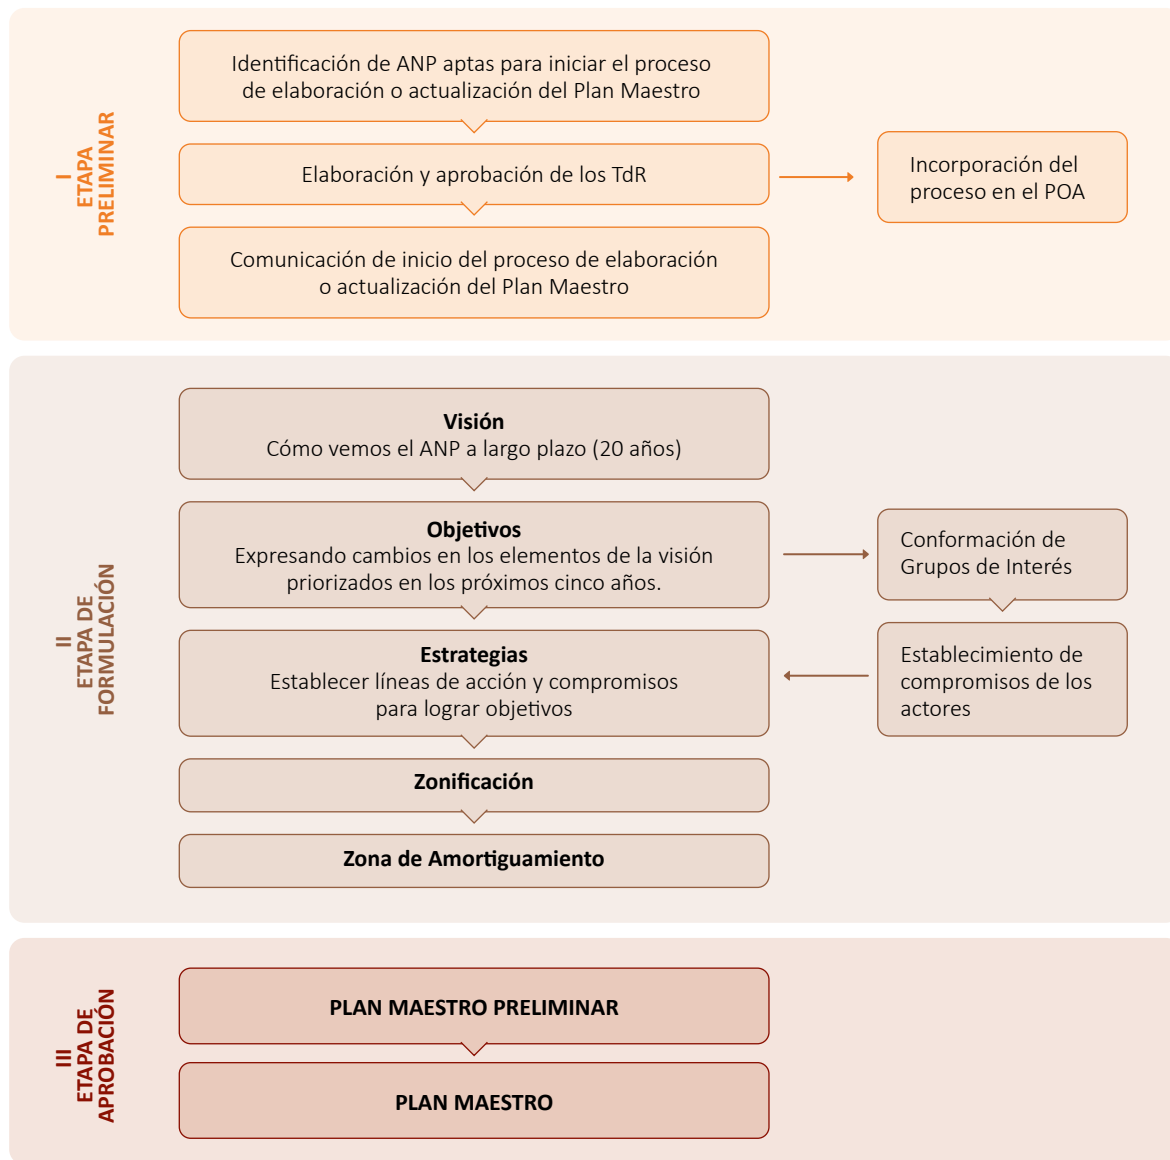 I
ETAPA
PRELIMINAR
Identificación de ANP aptas para iniciar el proceso
de elaboración o actualización del Plan Maestro
Elaboración y aprobación de los TdR
Incorporación del
proceso en el POA
Comunicación de inicio del proceso de elaboración
o actualización del Plan Maestro
II
ETAPA DE
FORMULACIÓN
Visión
Cómo vemos el ANP a largo plazo (20 años)
Objetivos
Expresando cambios en los elementos de la visión
priorizados en los próximos cinco años.
Conformación de
Grupos de Interés
Estrategias
Establecer líneas de acción y compromisos
para lograr objetivos
Establecimiento de
compromisos de los
actores
Zonificación
Zona de Amortiguamiento
III
ETAPA DE
APROBACIÓN
PLAN MAESTRO PRELIMINAR
PLAN MAESTRO